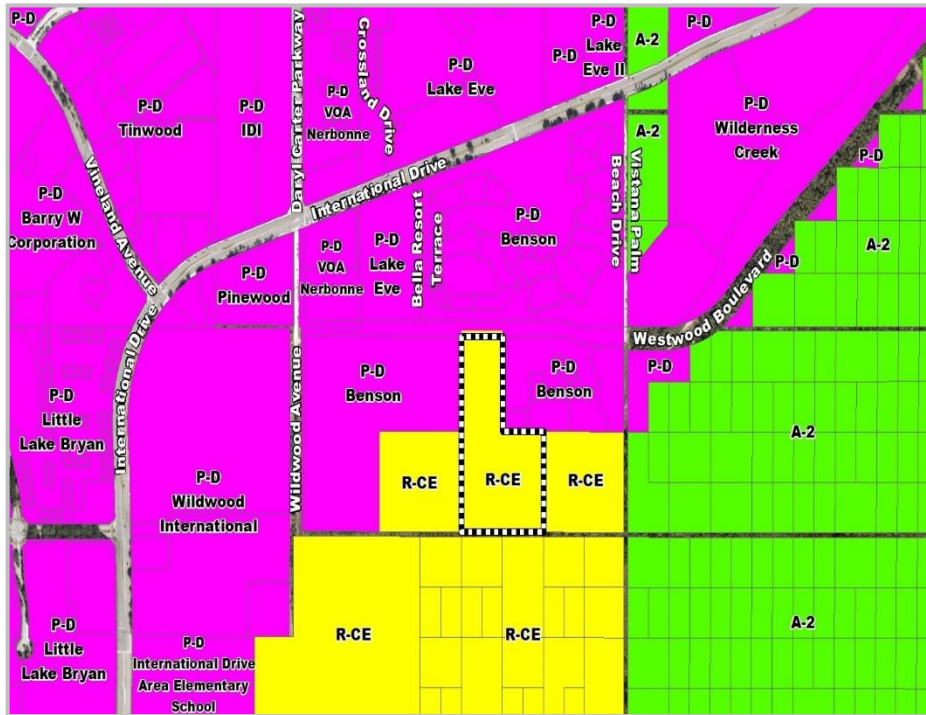 P-D
P-D
Tinwood
P-D
IDI
Daryl Carter Parkway
P-D
VOA
Nerbonne
Crossland Drive
P-D
Lake Eve
P-D
P-D
Lake
Eve II
A-2
P-D
A-2
P-D
Wilderness
Creek
P-D
Vineland Avenue
P-D
Barry W
Corporation
International Drive
P-D
Pinewood
P-D
VOA
Nerbonne
P-D
Lake
Eve
Bella Resort
Terrace
P-D
Benson
Vistana Palm
Beach Drive
A-2
P-D
Westwood Boulevard
International Drive
P-D
Little
Lake Bryan
Wildwood Avenue
P-D
Benson
P-D
Benson
P-D
A-2
P-D
Wildwood
International
R-CE
R-CE
R-CE
P-D
Little
Lake Bryan
P-D
International Drive
Area Elementary
School
R-CE
R-CE
A-2